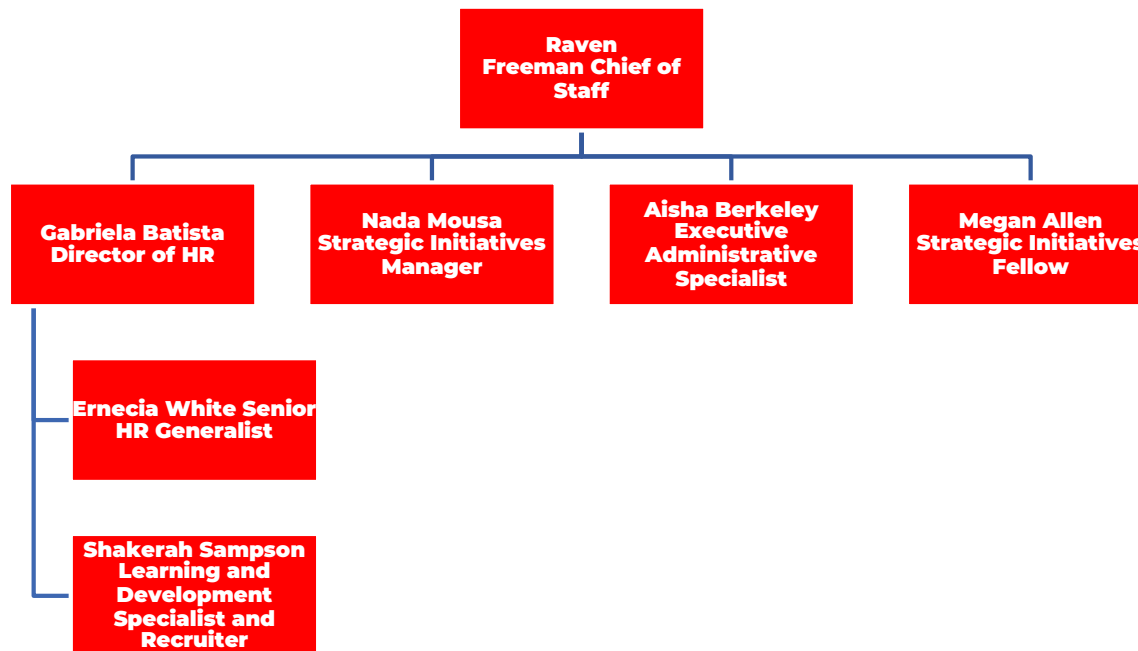 Raven
Freeman Chief of
Staff
Gabriela Batista
Director of HR
Nada Mousa
Strategic Initiatives
Manager
Aisha Berkeley
Executive
Administrative
Specialist
Megan Allen
Strategic Initiatives
Fellow
Ernecia White Senior
HR Generalist
Shakerah Sampson
Learning and
Development
Specialist and
Recruiter